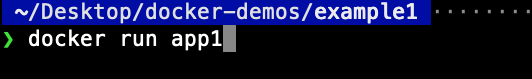 ~/Desktop/docker-demos/example1 ········
❯ docker run app1